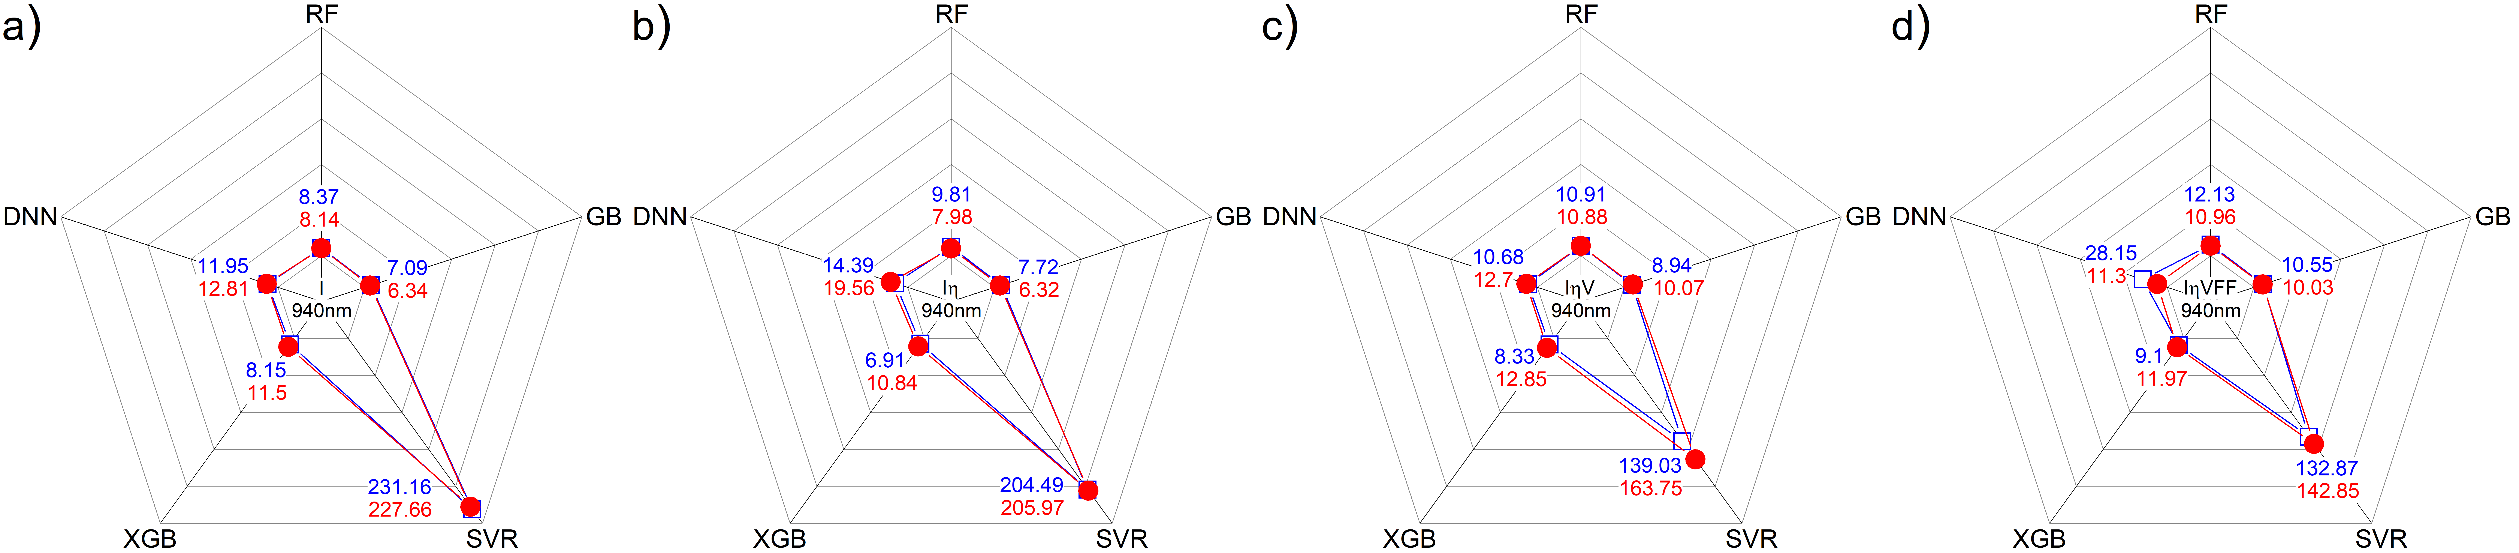 a)
RF
8.37
8.14
DNN
GB
11.95
12.81
7.09
6.34
I
940nm
8.15
11.5
231.16
227.66
XGB
SVR
b)
RF
9.81
7.98
DNN
GB
14.39
19.56
7.72
6.32
Iη
940nm
6.91
10.84
204.49
205.97
XGB
SVR
c)
RF
10.91
10.88
DNN
GB
10.68
12.7
8.94
10.07
IηV
940nm
8.33
12.85
139.03
163.75
XGB
SVR
d)
RF
12.13
10.96
DNN
GB
28.15
11.3
10.55
10.03
IηVFF
940nm
9.1
11.97
132.87
142.85
XGB
SVR